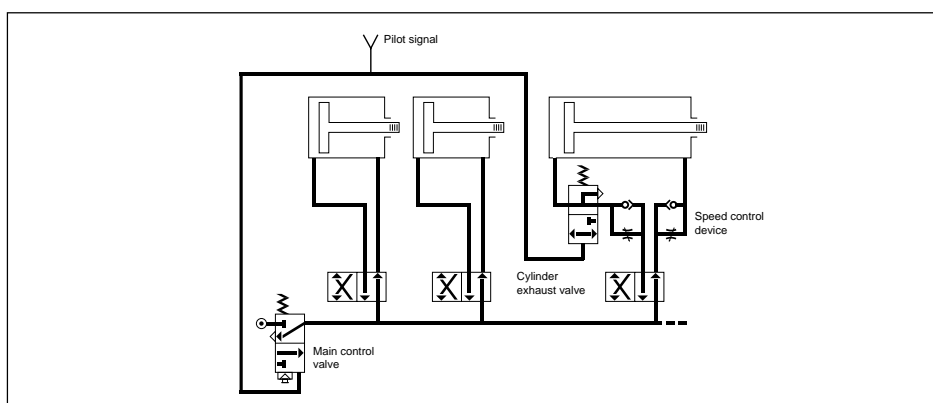 Pilot signal
Speed control
device
Cylinder
exhaust valve
Main control
valve